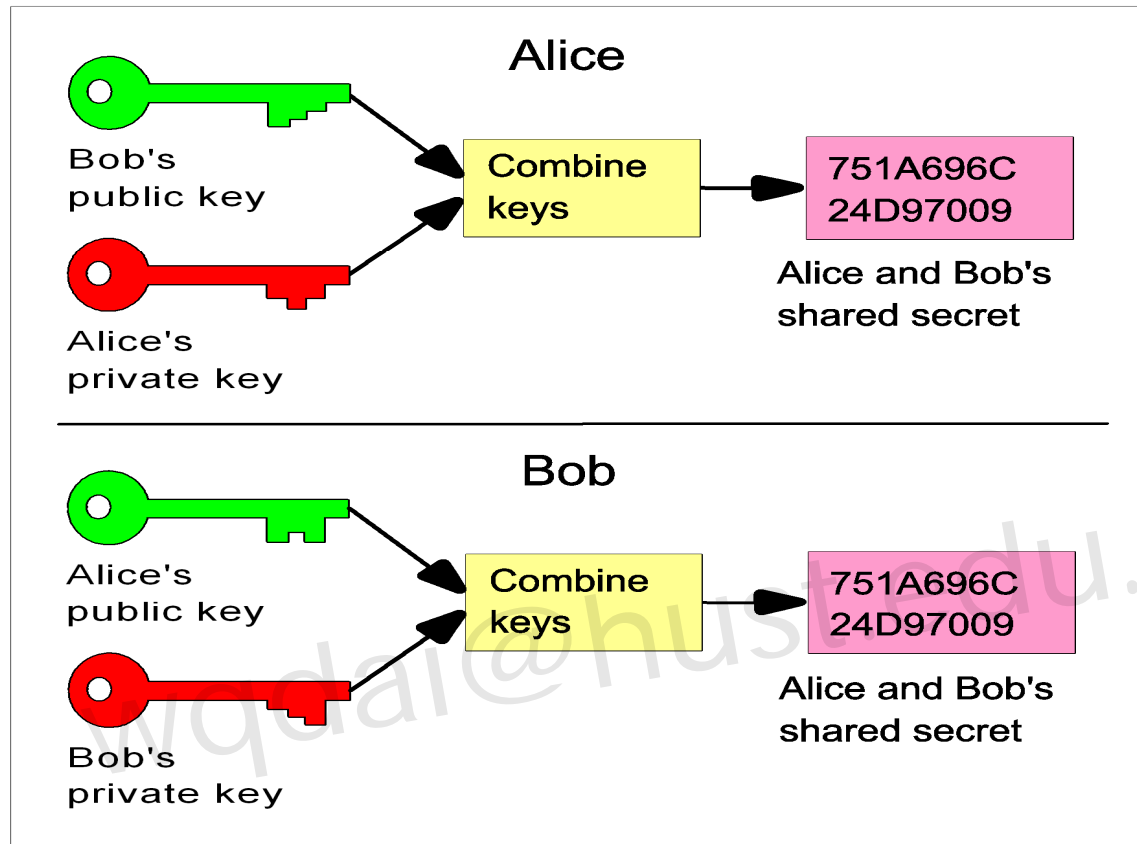 Alice
Bob's
public key
Alice's
private key
Combine
keys
751A696C
24D97009
Alice and Bob's
shared secret
Bob
Alice's
public key
Bob's
private key
Combine
keys
751A696C
24D97009
Alice and Bob's
shared secret
wqdai@hust.edu.